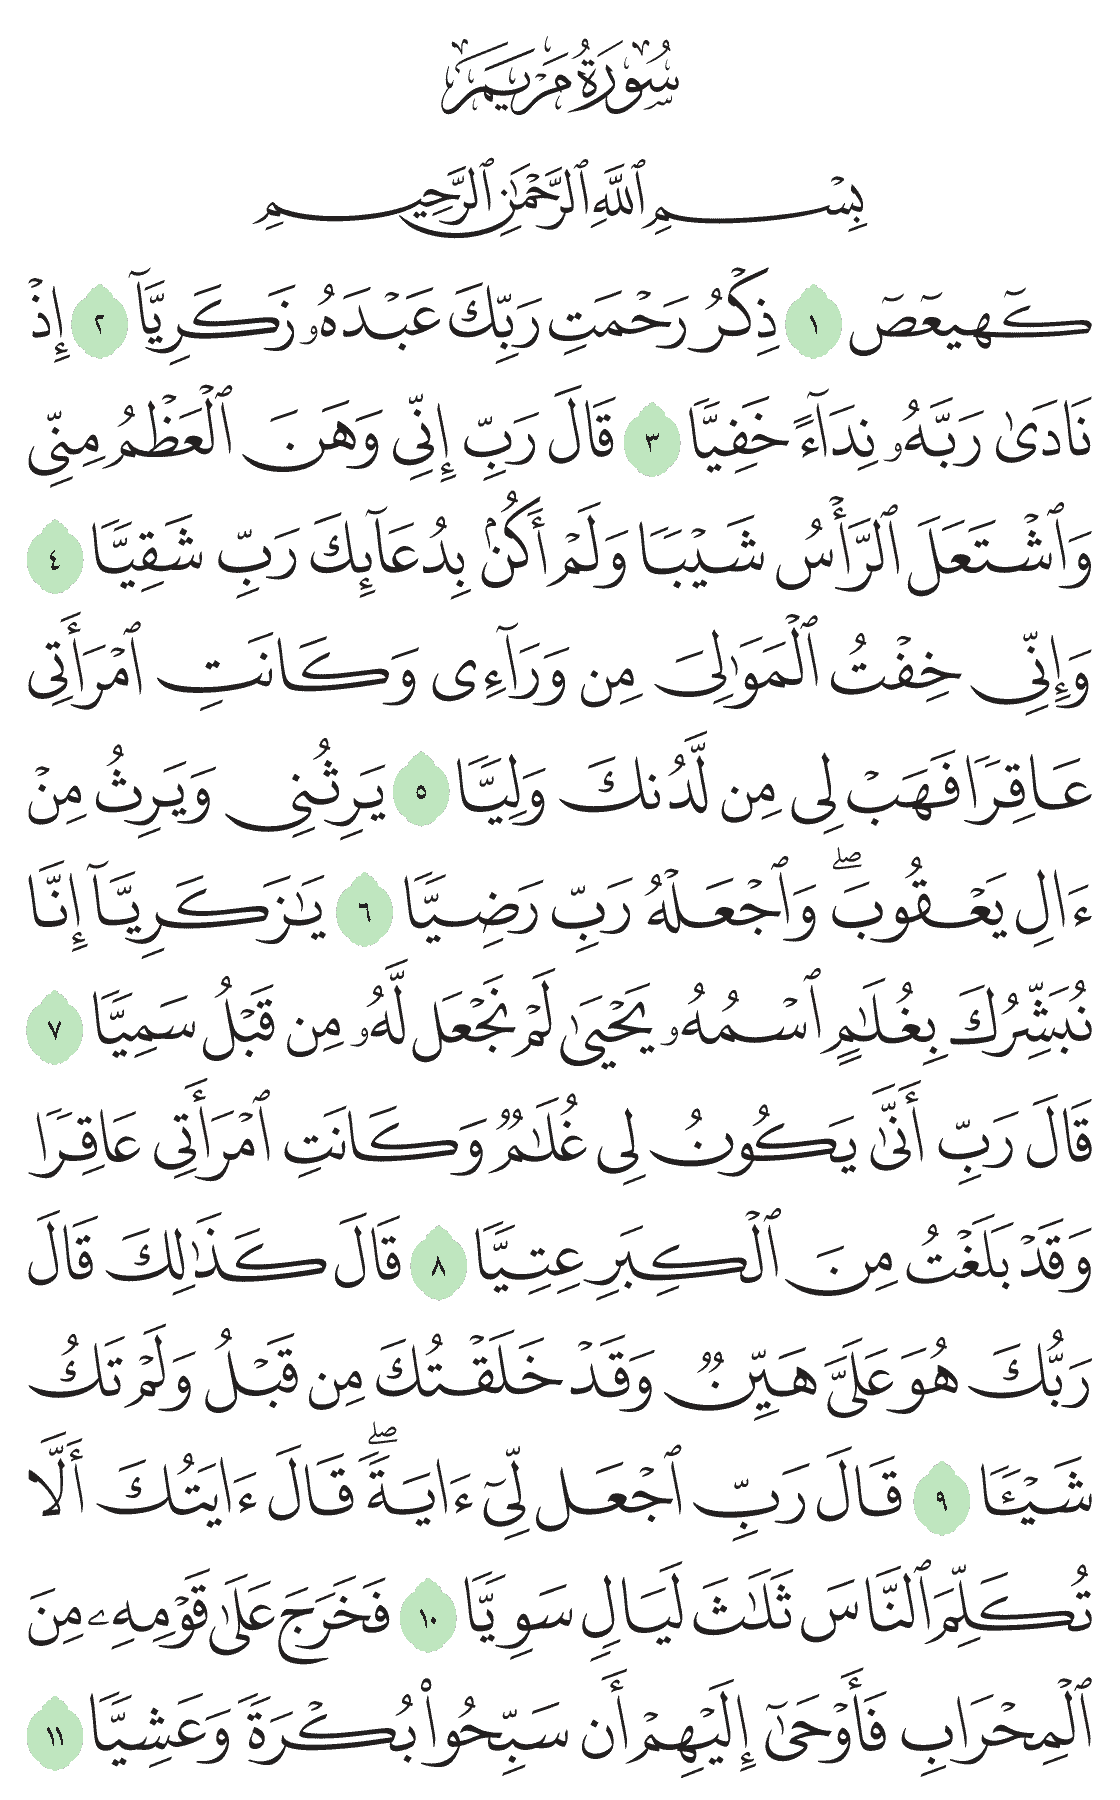 سُورَةُ مَرْيَمَ
بِسْمِ ٱللَّهِ ٱلرَّحْمَٰنِ ٱلرَّحِيمِ
كٓهيعٓصٓ ١ ذِكْرُ رَحْمَتِ رَبِّكَ عَبْدَهُۥ زَكَرِيَّآ ٢ إِذْ
نَادَىٰ رَبَّهُۥ نِدَآءً خَفِيًّا ٣ قَالَ رَبِّ إِنِّى وَهَنَ ٱلْعَظْمُ مِنِّى
وَٱشْتَعَلَ ٱلرَّأْسُ شَيْبًا وَلَمْ أَكُنۢ بِدُعَآئِكَ رَبِّ شَقِيًّا ٤
وَإِنِّى خِفْتُ ٱلْمَوَٰلِىَ مِن وَرَآءِى وَكَانَتِ ٱمْرَأَتِى
عَاقِرًا فَهَبْ لِى مِن لَّدُنكَ وَلِيًّا ٥ يَرِثُنِى وَيَرِثُ مِنْ
ءَالِ يَعْقُوبَ ۖ وَٱجْعَلْهُ رَبِّ رَضِيًّا ٦ يَٰزَكَرِيَّآ إِنَّا
نُبَشِّرُكَ بِغُلَٰمٍ ٱسْمُهُۥ يَحْيَىٰ لَمْ نَجْعَل لَّهُۥ مِن قَبْلُ سَمِيًّا ٧
قَالَ رَبِّ أَنَّىٰ يَكُونُ لِى غُلَٰمٌ وَكَانَتِ ٱمْرَأَتِى عَاقِرًا
وَقَدْ بَلَغْتُ مِنَ ٱلْكِبَرِ عِتِيًّا ٨ قَالَ كَذَٰلِكَ قَالَ
رَبُّكَ هُوَ عَلَىَّ هَيِّنٌ وَقَدْ خَلَقْتُكَ مِن قَبْلُ وَلَمْ تَكُ
شَيْـًٔا ٩ قَالَ رَبِّ ٱجْعَل لِّىٓ ءَايَةً ۖ قَالَ ءَايَتُكَ أَلَّا
تُكَلِّمَ ٱلنَّاسَ ثَلَٰثَ لَيَالٍ سَوِيًّا ١٠ فَخَرَجَ عَلَىٰ قَوْمِهِۦ مِنَ
ٱلْمِحْرَابِ فَأَوْحَىٰٓ إِلَيْهِمْ أَن سَبِّحُوا۟ بُكْرَةً وَعَشِيًّا ١١